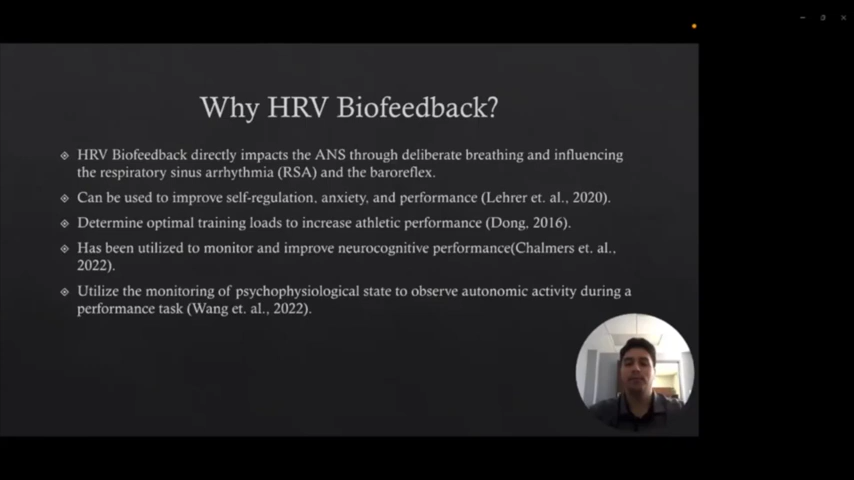 Why HRV Biofeedback?
HRV Biofeedback directly impacts the ANS through deliberate breathing and influencing
the respiratory sinus arrhythmia (RSA) and the baroreflex.
Can be used to improve self-regulation, anxiety, and performance (Lehrer et. al., 2020).
Determine optimal training loads to increase athletic performance (Dong, 2016).
Has been utilized to monitor and improve neurocognitive performance(Chalmers et. al.,
2022).
Utilize the monitoring of psychophysiological state to observe autonomic activity during a
performance task (Wang et. al., 2022).